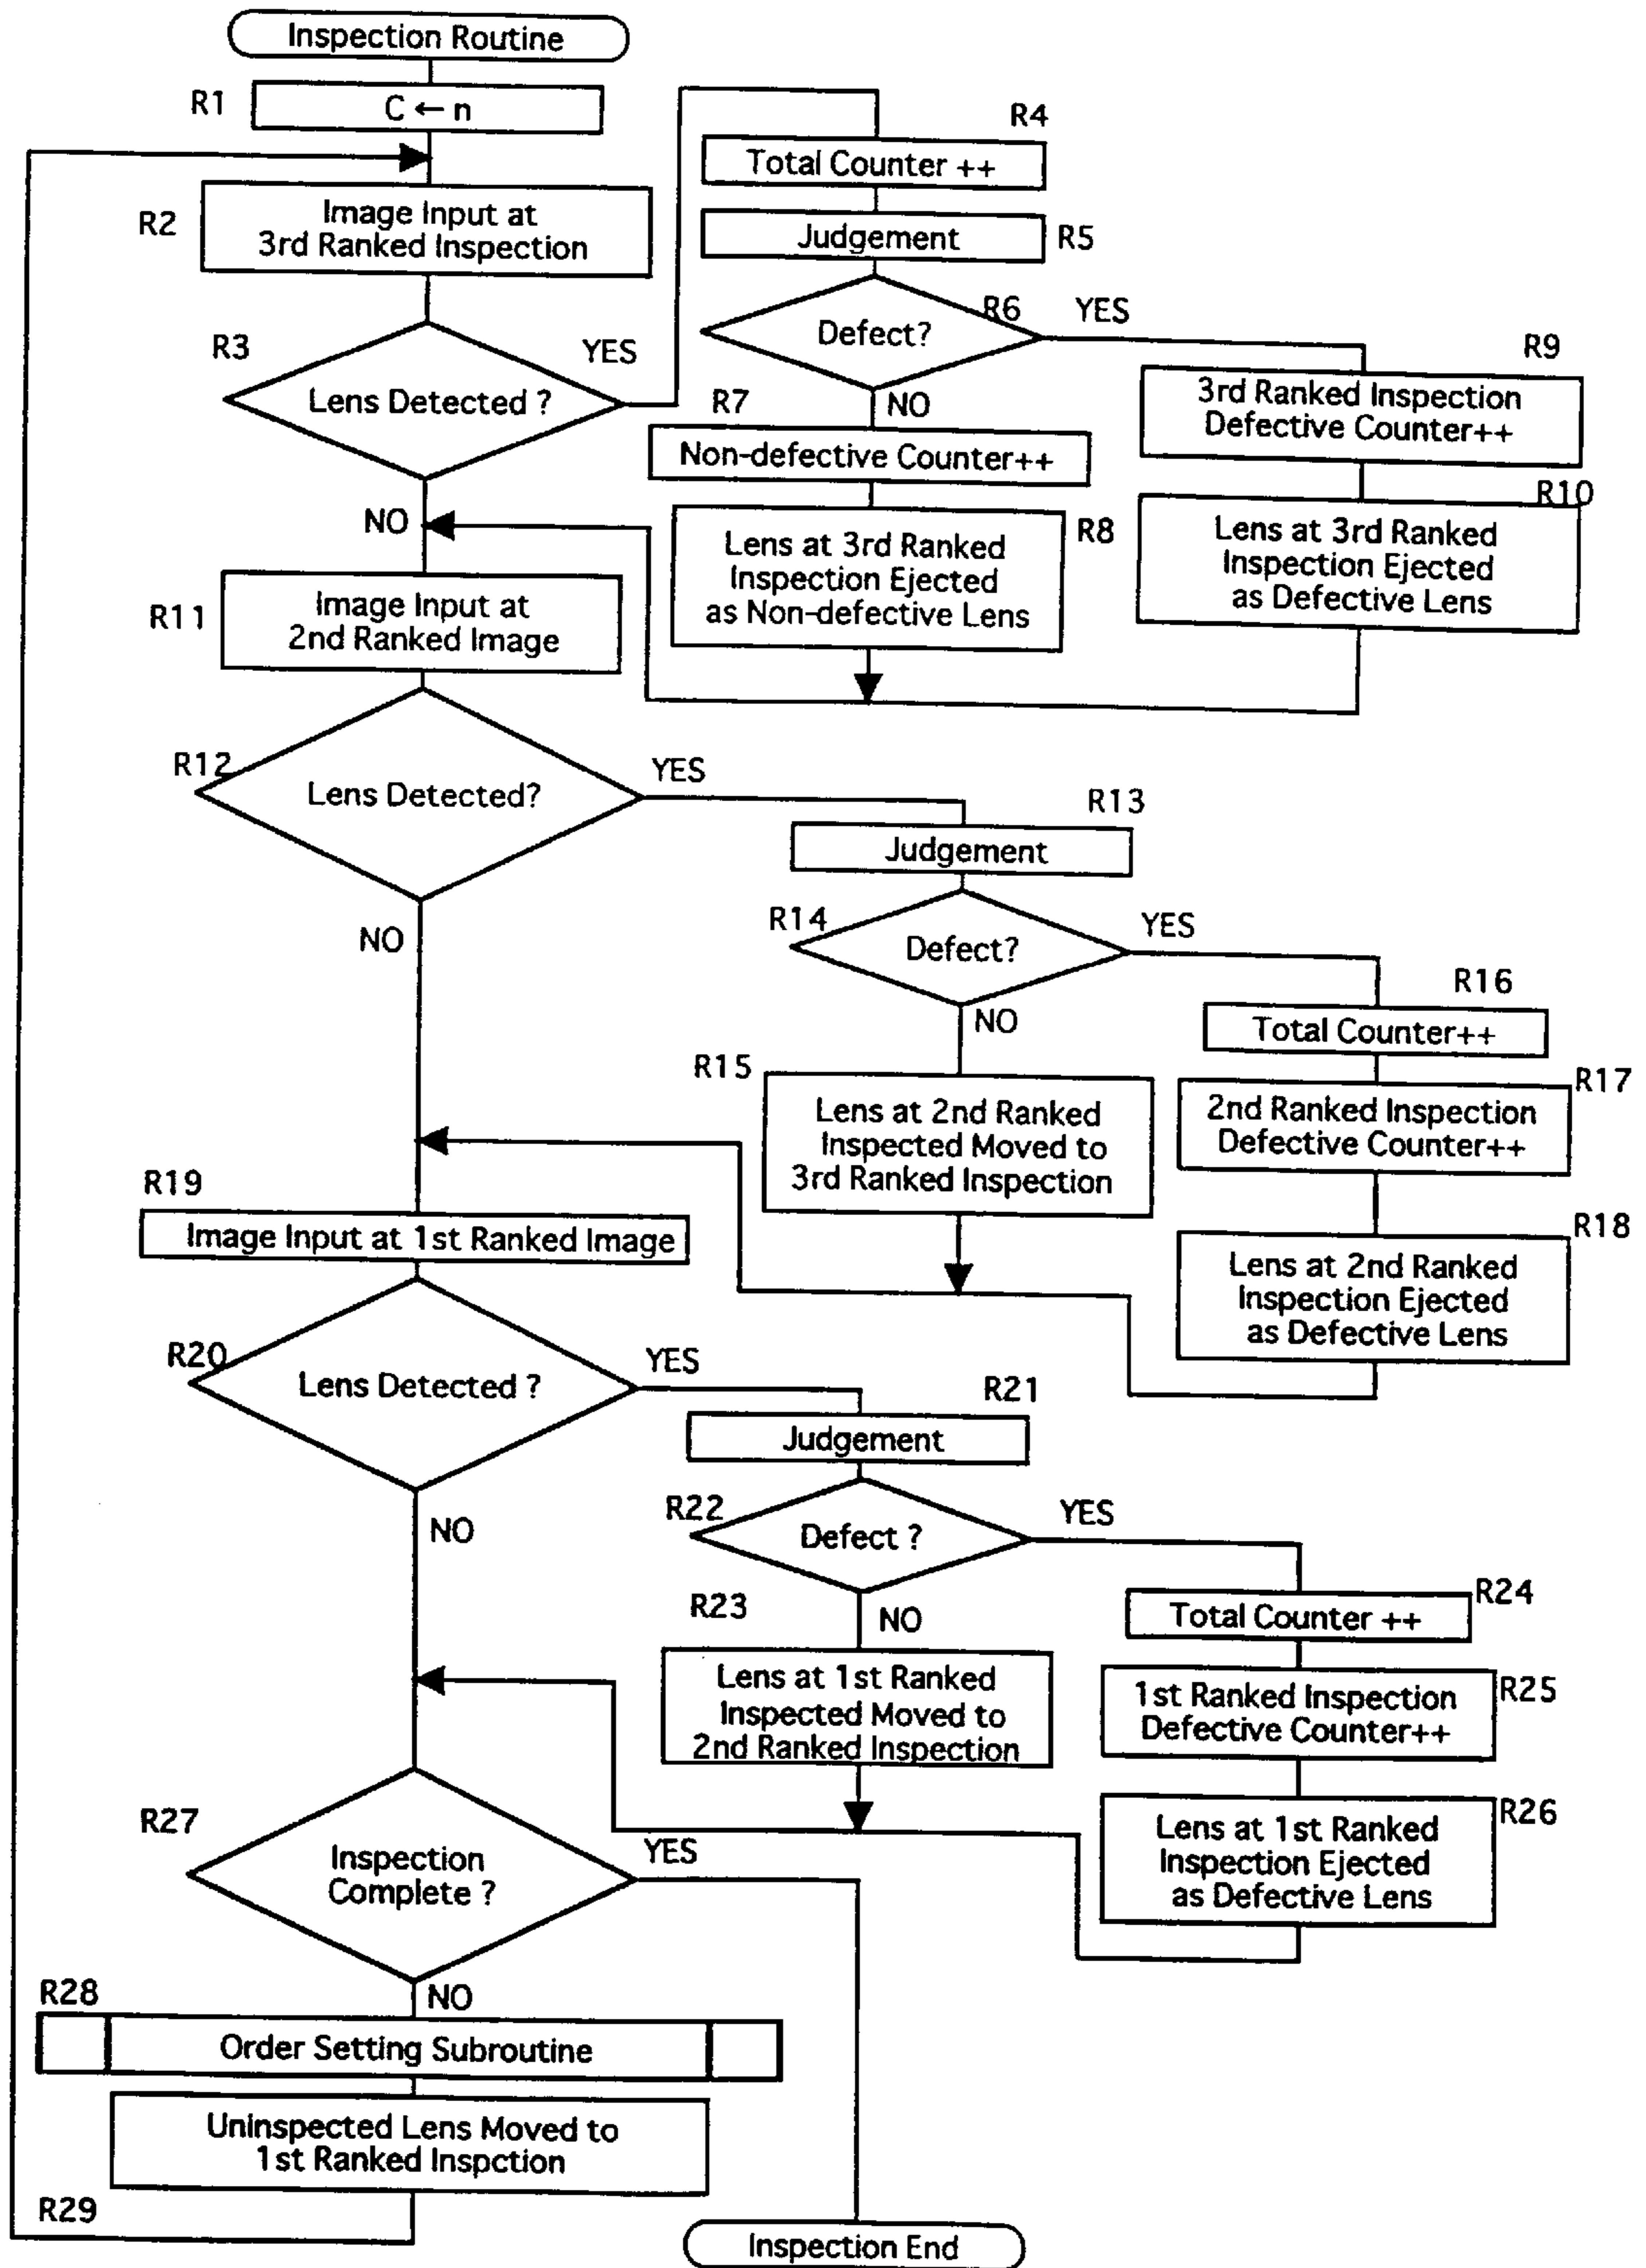 Inspection Routine
R1
C ← n
R2
Image Input at
3rd Ranked Inspection
R3
Lens Detected ?
YES
NO
R4
Total Counter ++
Judgement
R5
Defect?
R6
YES
NO
R7
Non-defective Counter++
R8
Lens at 3rd Ranked
Inspection Ejected
as Non-defective Lens
R9
3rd Ranked Inspection
Defective Counter++
R10
Lens at 3rd Ranked
Inspection Ejected
as Defective Lens
R11
Image Input at
2nd Ranked Image
R12
Lens Detected?
YES
NO
R13
Judgement
R14
Defect?
YES
NO
R15
Lens at 2nd Ranked
Inspected Moved to
3rd Ranked Inspection
R16
Total Counter++
R17
2nd Ranked Inspection
Defective Counter++
R18
Lens at 2nd Ranked
Inspection Ejected
as Defective Lens
R19
Image Input at 1st Ranked Image
R20
Lens Detected ?
YES
NO
R21
Judgement
R22
Defect ?
YES
NO
R23
Lens at 1st Ranked
Inspected Moved to
2nd Ranked Inspection
R24
Total Counter ++
R25
1st Ranked Inspection
Defective Counter++
R26
Lens at 1st Ranked
Inspection Ejected
as Defective Lens
R27
Inspection
Complete ?
YES
NO
R28
Order Setting Subroutine
Uninspected Lens Moved to
1st Ranked Inspction
R29
Inspection End